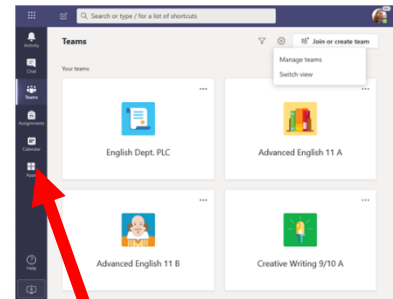 Search or type / for a list of shortcuts
Activity
Chat
Teams
Assignments
Calendar
Apps
Help
Teams
Join or create team
Manage teams
Switch view
Your teams
English Dept. PLC
Advanced English 11 A
Advanced English 11 B
Creative Writing 9/10 A